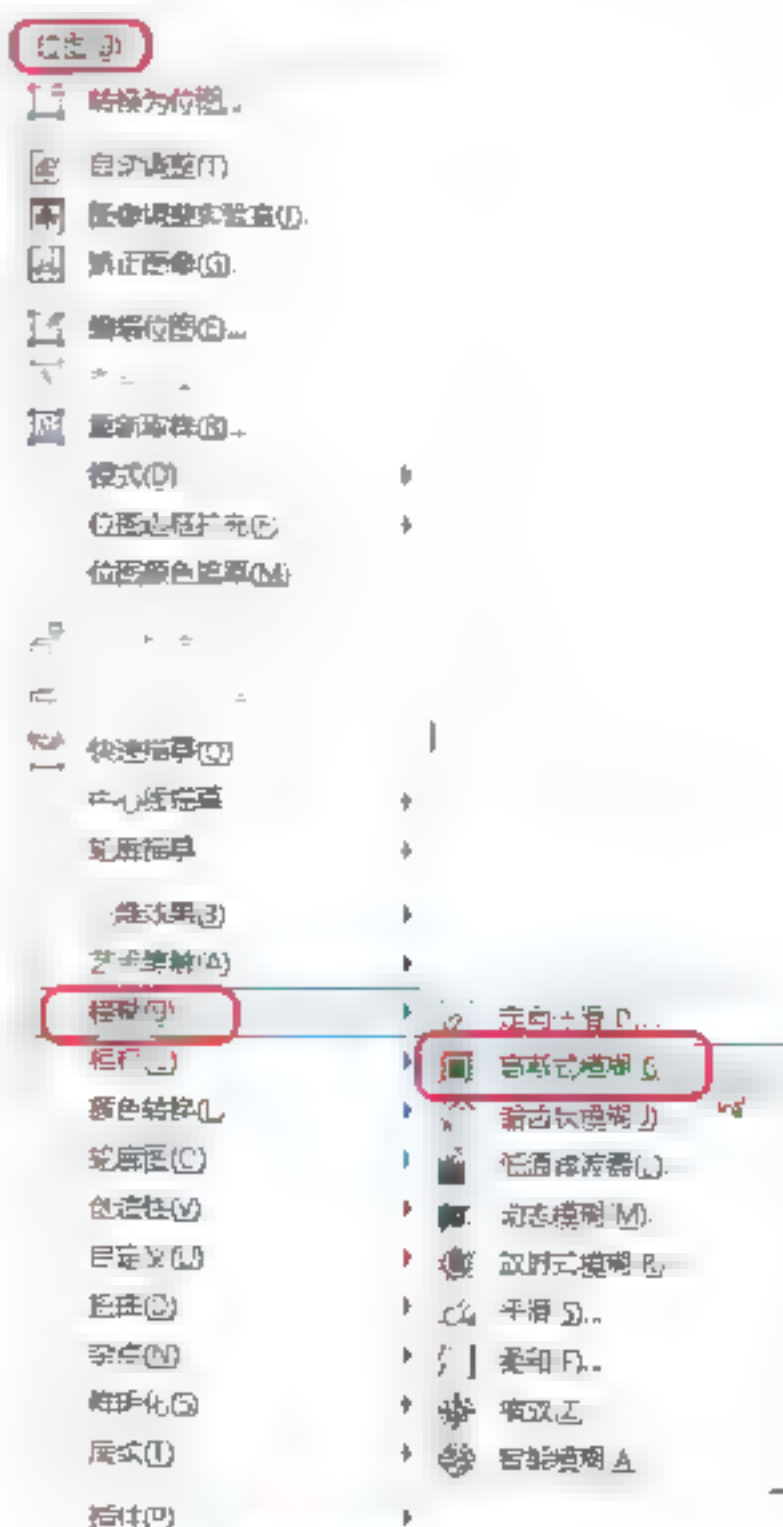 位图(B)
转换为位图...
自动调整(T)
图像调整实验室(J)...
矫正图像(G)...
编辑位图(E)...
重新取样(R)...
模式(D)
位图边框扩充(F)
位图颜色遮罩(M)
快速描摹(Q)
中心线描摹
轮廓描摹
三维效果(3)
艺术笔触(A)
模糊(B)
相机(C)
颜色转换(L)
轮廓图(C)
创造性(V)
自定义(U)
扭曲(D)
杂点(N)
鲜明化(S)
底纹(T)
插件(P)
定向平滑(D)...
高斯式模糊(G)...
锯齿状模糊(J)...
低通滤波器(L)...
动态模糊(M)...
放射式模糊(R)...
平滑(S)...
柔和(F)...
缩放(Z)...
智能模糊(A)...